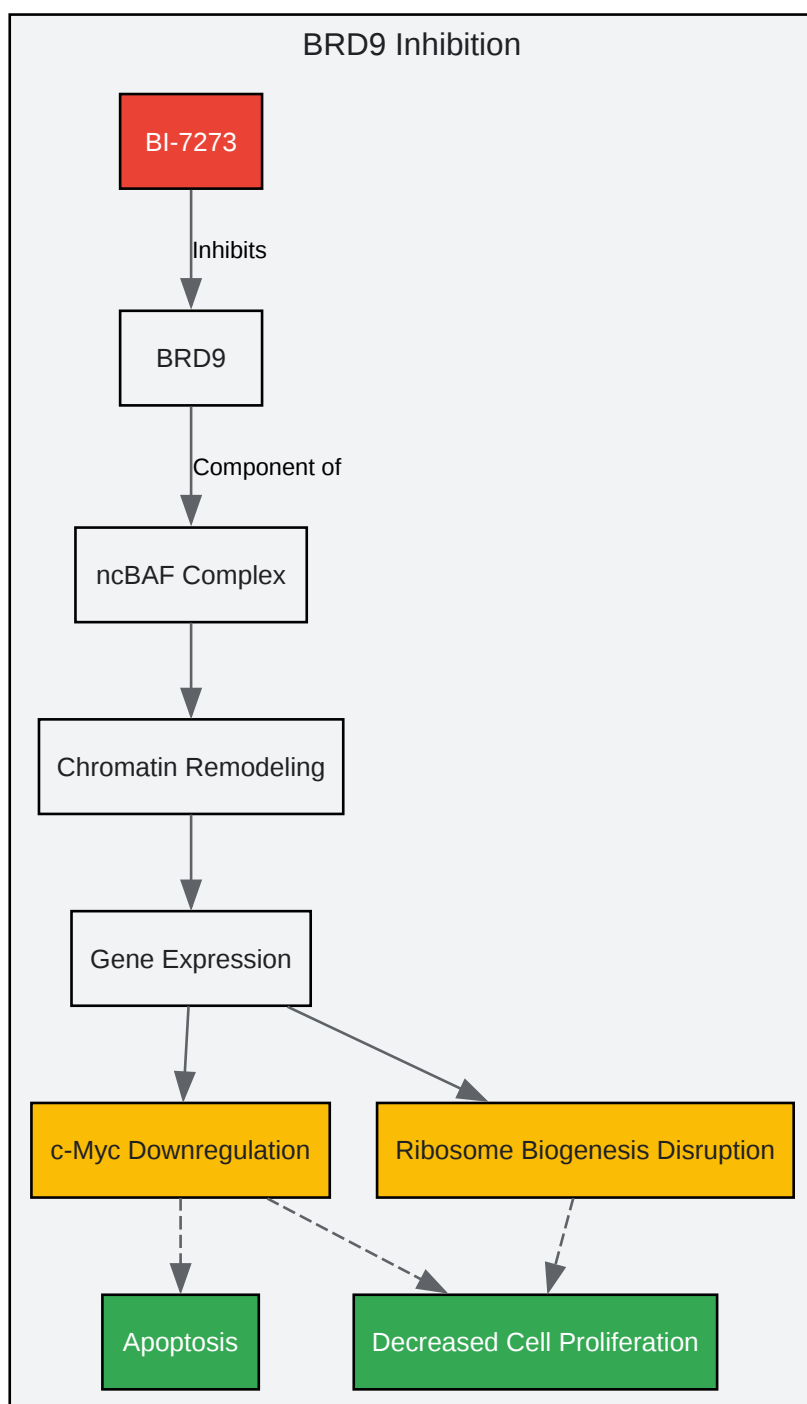 BRD9 Inhibition
BI-7273
Inhibits
BRD9
Component of
ncBAF Complex
Chromatin Remodeling
Gene Expression
c-Myc Downregulation
Ribosome Biogenesis Disruption
Apoptosis
Decreased Cell Proliferation